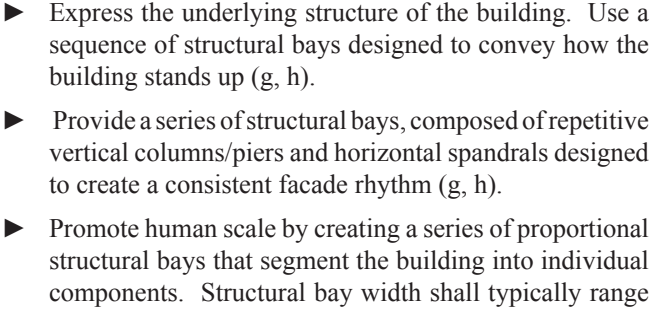 ► Express the underlying structure of the building. Use a
sequence of structural bays designed to convey how the
building stands up (g, h).
► Provide a series of structural bays, composed of repetitive
vertical columns/piers and horizontal spandrals designed
to create a consistent facade rhythm (g, h).
► Promote human scale by creating a series of proportional
structural bays that segment the building into individual
components. Structural bay width shall typically range